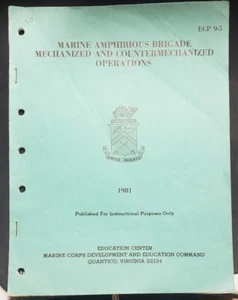 ECP 9-5
MARINE AMPHIBIOUS BRIGADE
MECHANIZED AND COUNTERMECHANIZED
OPERATIONS
1981
Published For Instructional Purposes Only
EDUCATION CENTER
MARINE CORPS DEVELOPMENT AND EDUCATION COMMAND
QUANTICO, VIRGINIA 22134